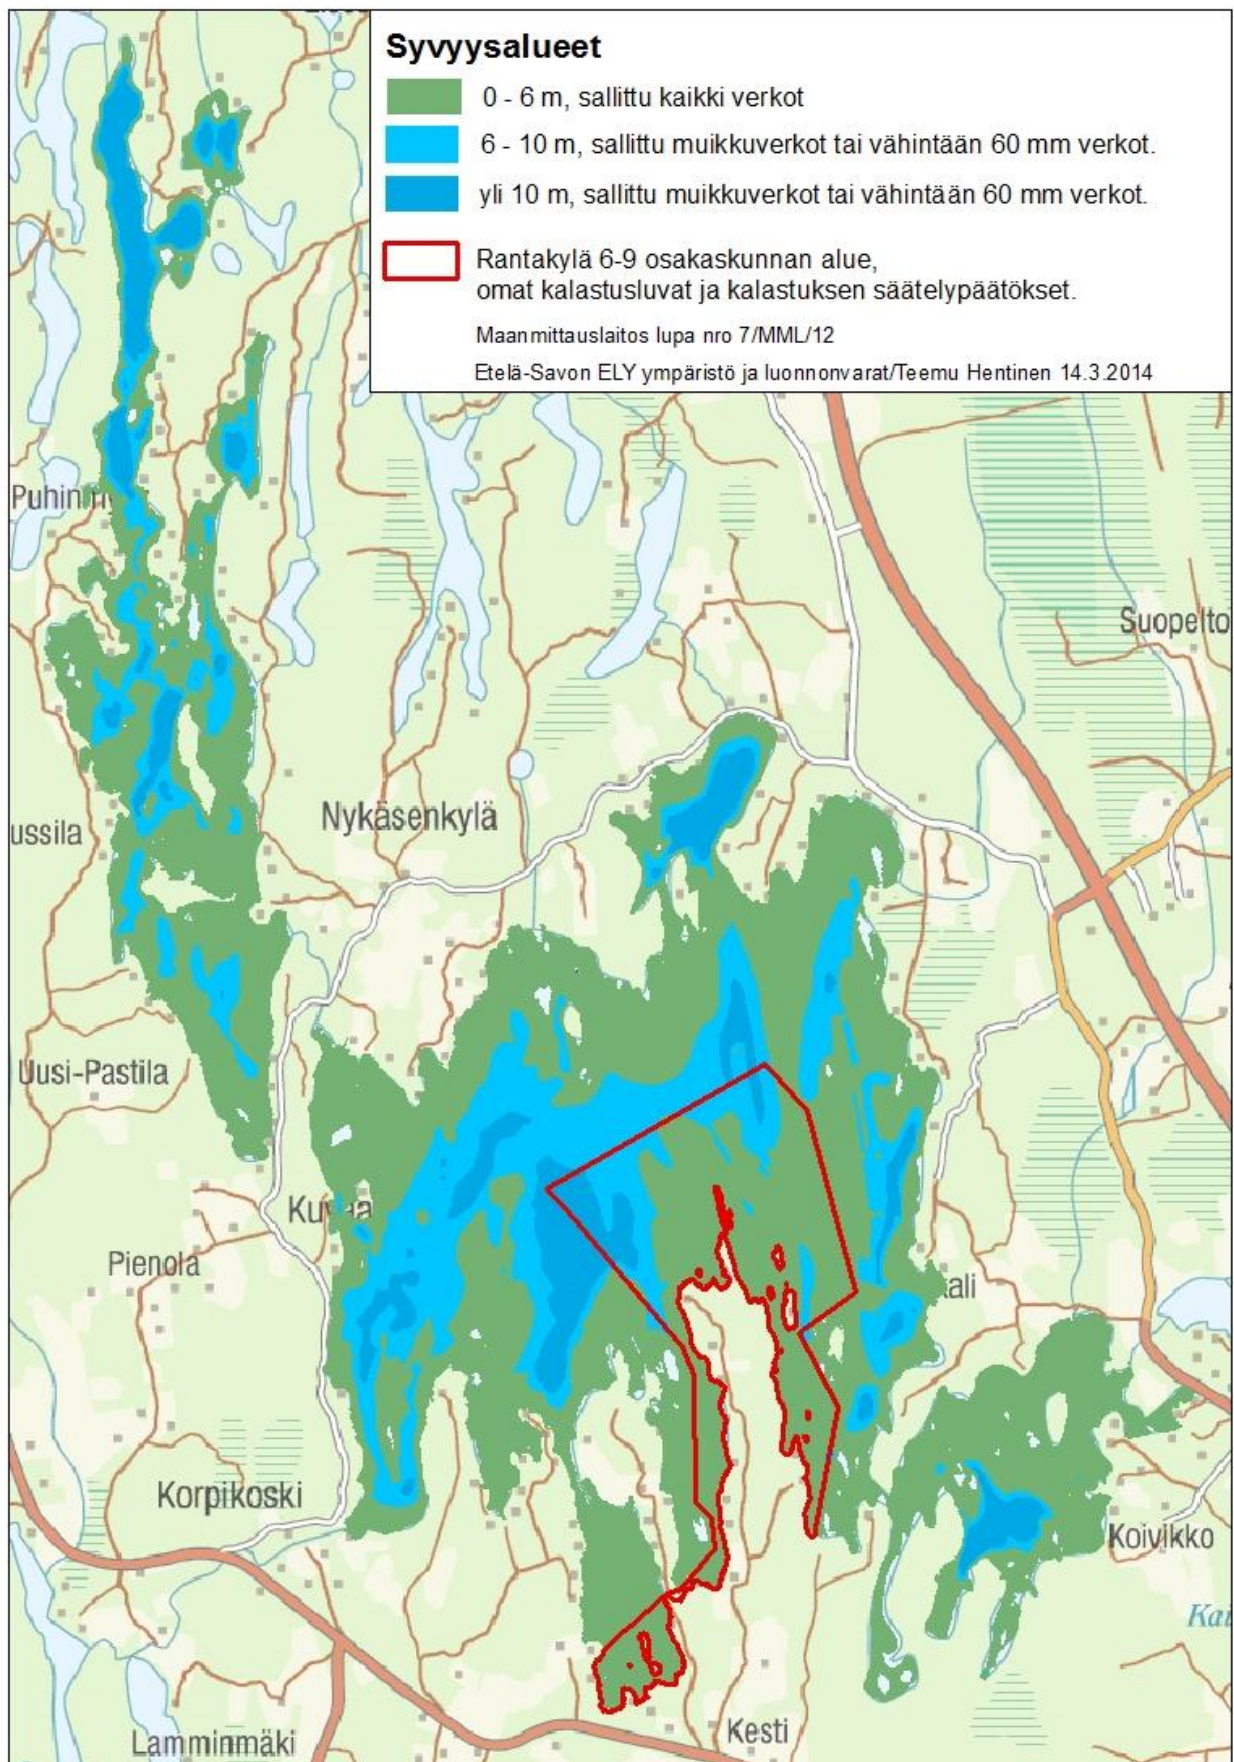 Syvyysalueet
0 - 6 m, sallittu kaikki verkot
6 - 10 m, sallittu muikkuverkot tai vähintään 60 mm verkot.
yli 10 m, sallittu muikkuverkot tai vähintään 60 mm verkot.
Rantakylä 6-9 osakaskunnan alue,
omat kalastusluvat ja kalastuksen säätelypäätökset.
Maanmittauslaitos lupa nro 7/MML/12
Etelä-Savon ELY ympäristö ja luonnonvarat/Teemu Hentinen 14.3.2014
Suopelto
Nykäsenkylä
ussila
Uusi-Pastila
Pienola
ali
Korpikoski
Koivikko
Kai
Kesti
Lamminmäki